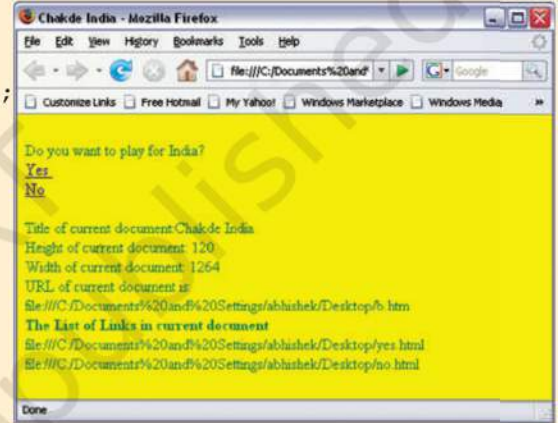 Chakde India - Mozilla Firefox
File Edit View History Bookmarks Tools Help
file:///C:/Documents%20and° Google
Customize Links Free Hotmail My Yahoo! Windows Marketplace Windows Media »
;
Do you want to play for India?
Yes
No
Title of current document:Chakde India
Height of current document: 120
Width of current document: 1264
URL of current document is:
file:///C:/Documents%20and%20Settings/abhishek/Desktop/b.htm
The List of Links in current document
file:///C:/Documents%20and%20Settings/abhishek/Desktop/yes.html
file:///C:/Documents%20and%20Settings/abhishek/Desktop/no.html
Done